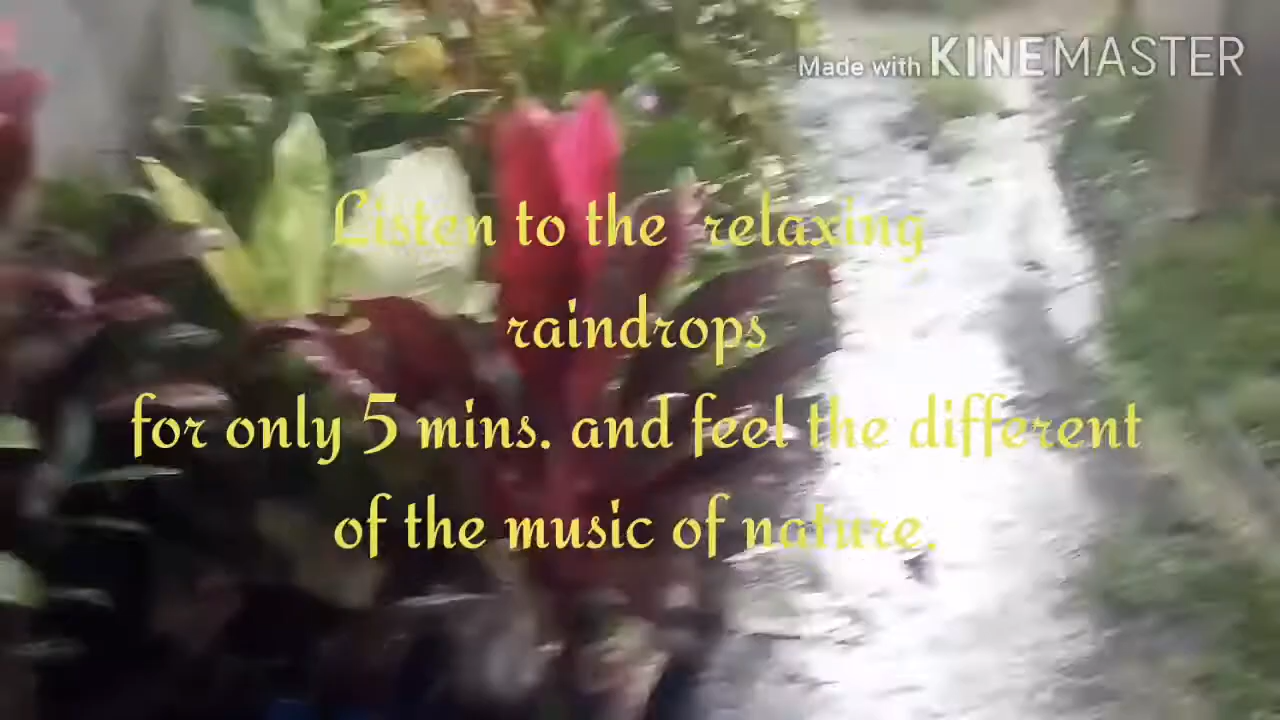 Made with KINEMASTER
Listen to the relaxing
raindrops
for only 5 mins. and feel the different
of the music of nature.